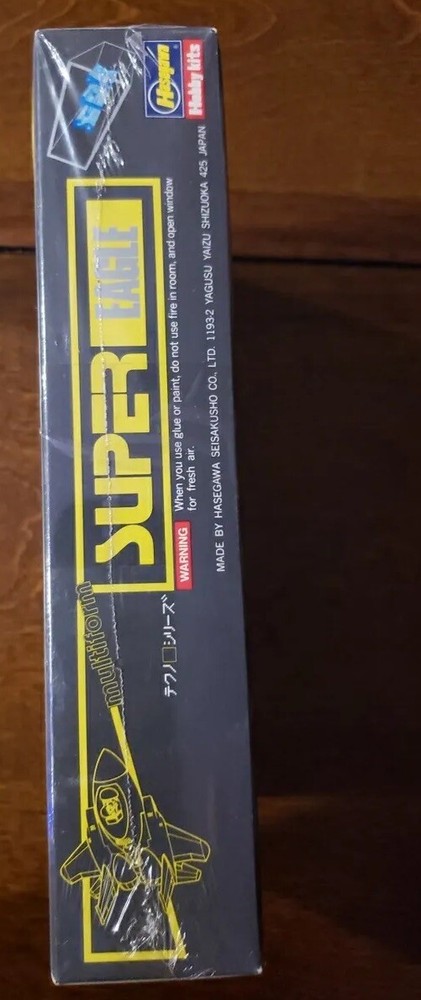 multiform
SUPER EAGLE
テクノ シリーズ
WARNING
When you use glue or paint, do not use fire in room, and open window
for fresh air.
MADE BY HASEGAWA SEISAKUSHO CO., LTD. 1193-2 YAGUSU YAIZU SHIZUOKA 425 JAPAN
Hasegawa
Hobby kits